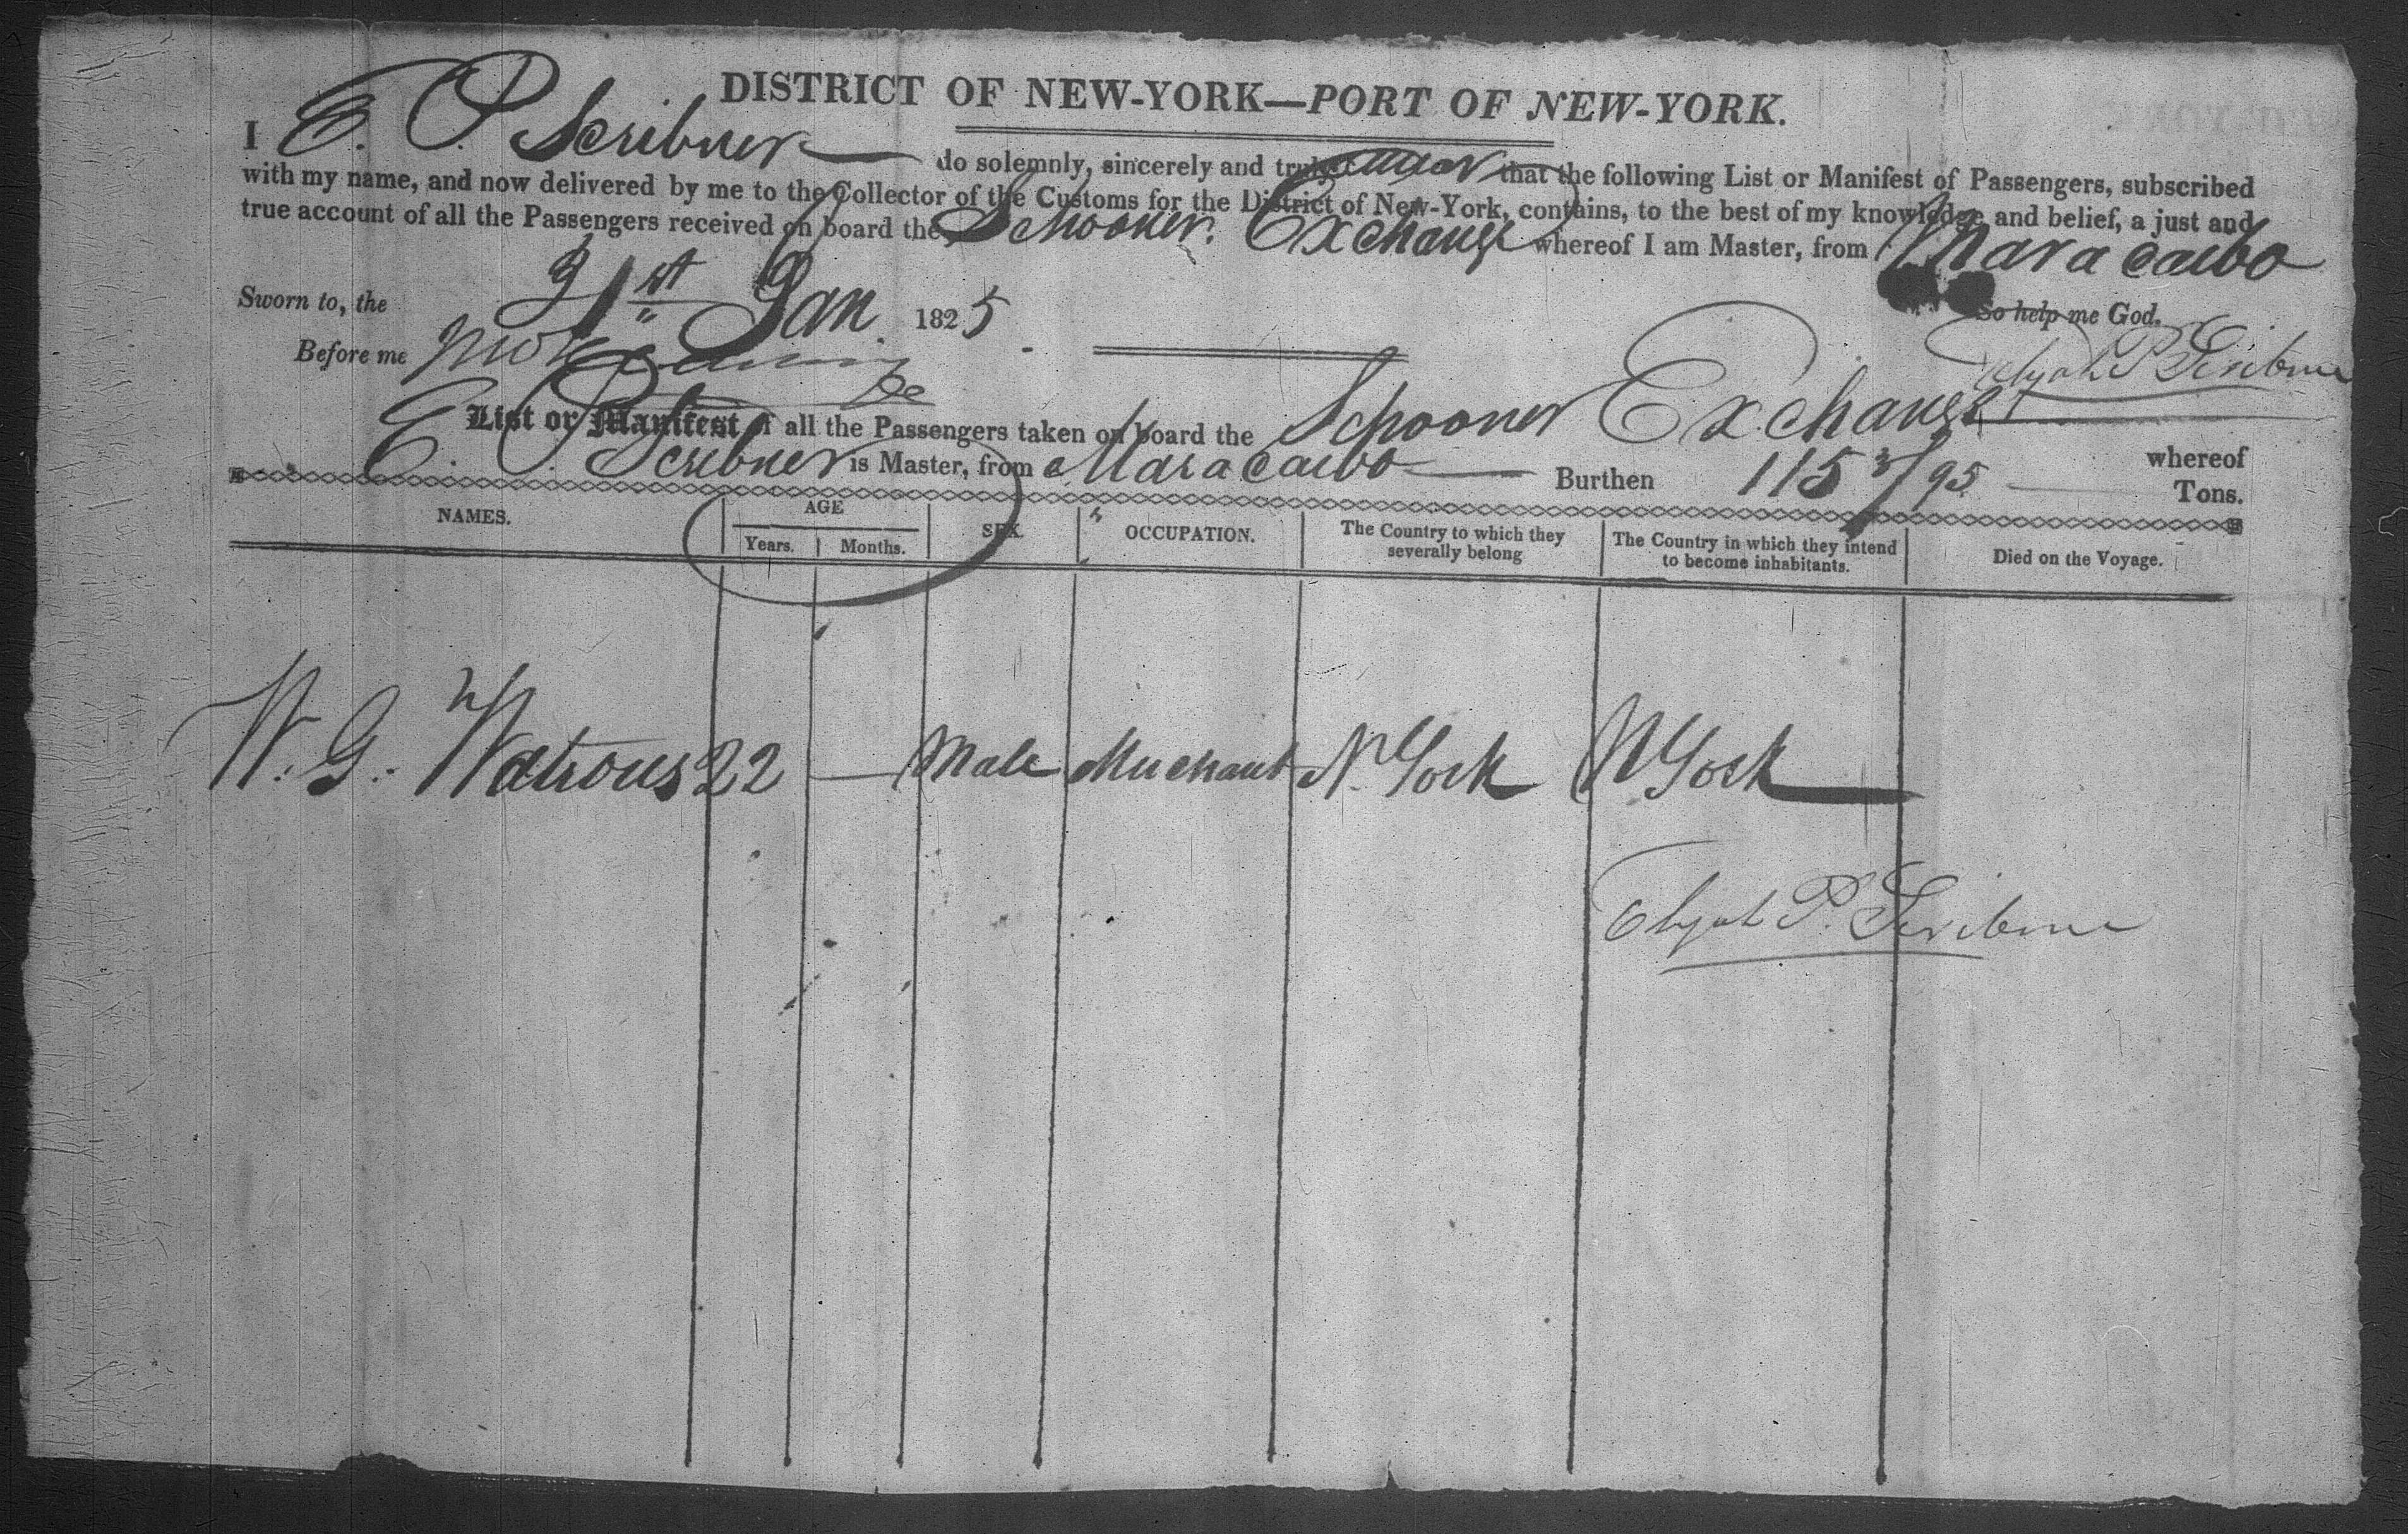 DISTRICT OF NEW-YORK—PORT OF NEW-YORK.
I E. P. Scribner do solemnly, sincerely and truly swear that the following List or Manifest of Passengers, subscribed
with my name, and now delivered by me to the Collector of the Customs for the District of New-York, contains, to the best of my knowledge and belief, a just and
true account of all the Passengers received on board the Schooner Exchange whereof I am Master, from Maracaibo
Sworn to, the 31st Jan 1825 So help me God.
Before me Elijah P. Scribner
List or Manifest of all the Passengers taken on board the Schooner Exchange whereof
E. P. Scribner is Master, from Maracaibo Burthen 115 3/95 Tons.
NAMES. AGE SEX OCCUPATION. The Country to which they severally belong The Country in which they intend to become inhabitants. Died on the Voyage.
Years. Months.
W. G. Watrous 22 — Male Merchant N. York N York
Elijah P. Scribner